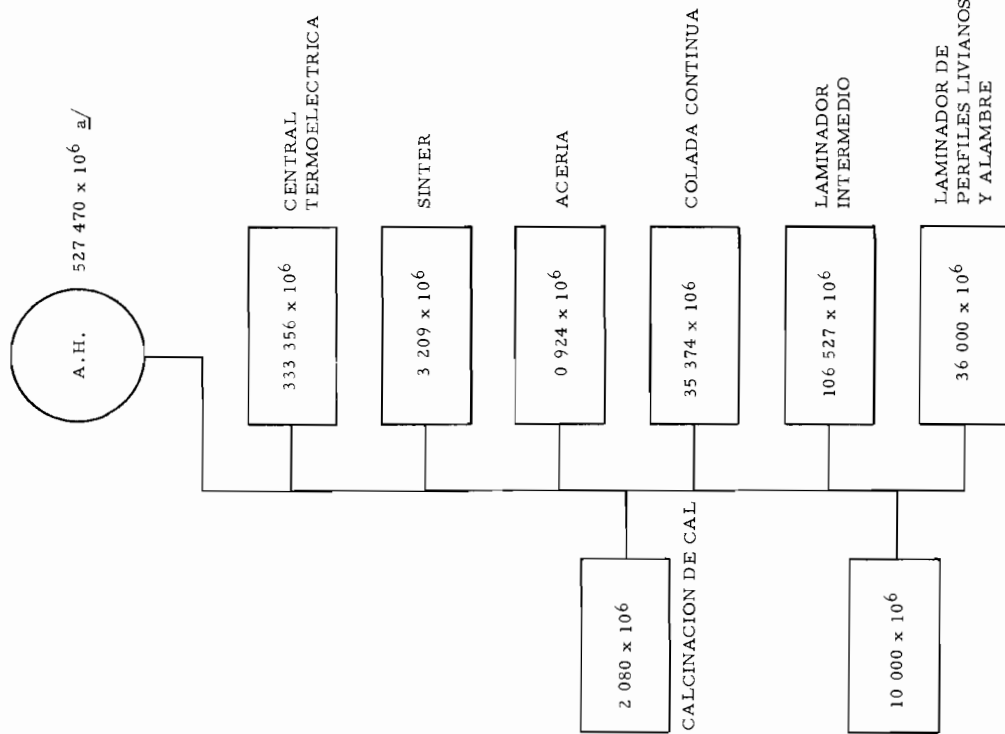 A.H.
527 470 x 10⁶ a/
333 356 x 10⁶
CENTRAL
TERMOELECTRICA
3 209 x 10⁶
SINTER
0 924 x 10⁶
ACERIA
2 080 x 10⁶
CALCINACION DE CAL
35 374 x 10⁶
COLADA CONTINUA
106 527 x 10⁶
LAMINADOR
INTERMEDIO
10 000 x 10⁶
36 000 x 10⁶
LAMINADOR DE
PERFILES LIVIANOS
Y ALAMBRE